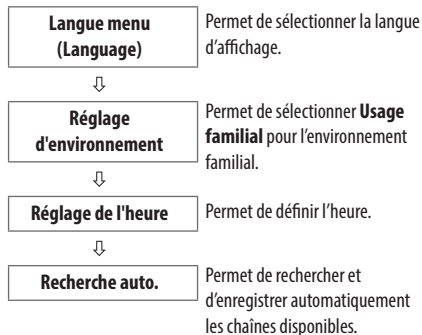 Langue menu
(Language)
Permet de sélectionner la langue
d’affichage.
⇩
Réglage
d'environnement
Permet de sélectionner Usage
familial pour l’environnement
familial.
⇩
Réglage de l'heure
Permet de définir l’heure.
⇩
Recherche auto.
Permet de rechercher et
d’enregistrer automatiquement
les chaînes disponibles.